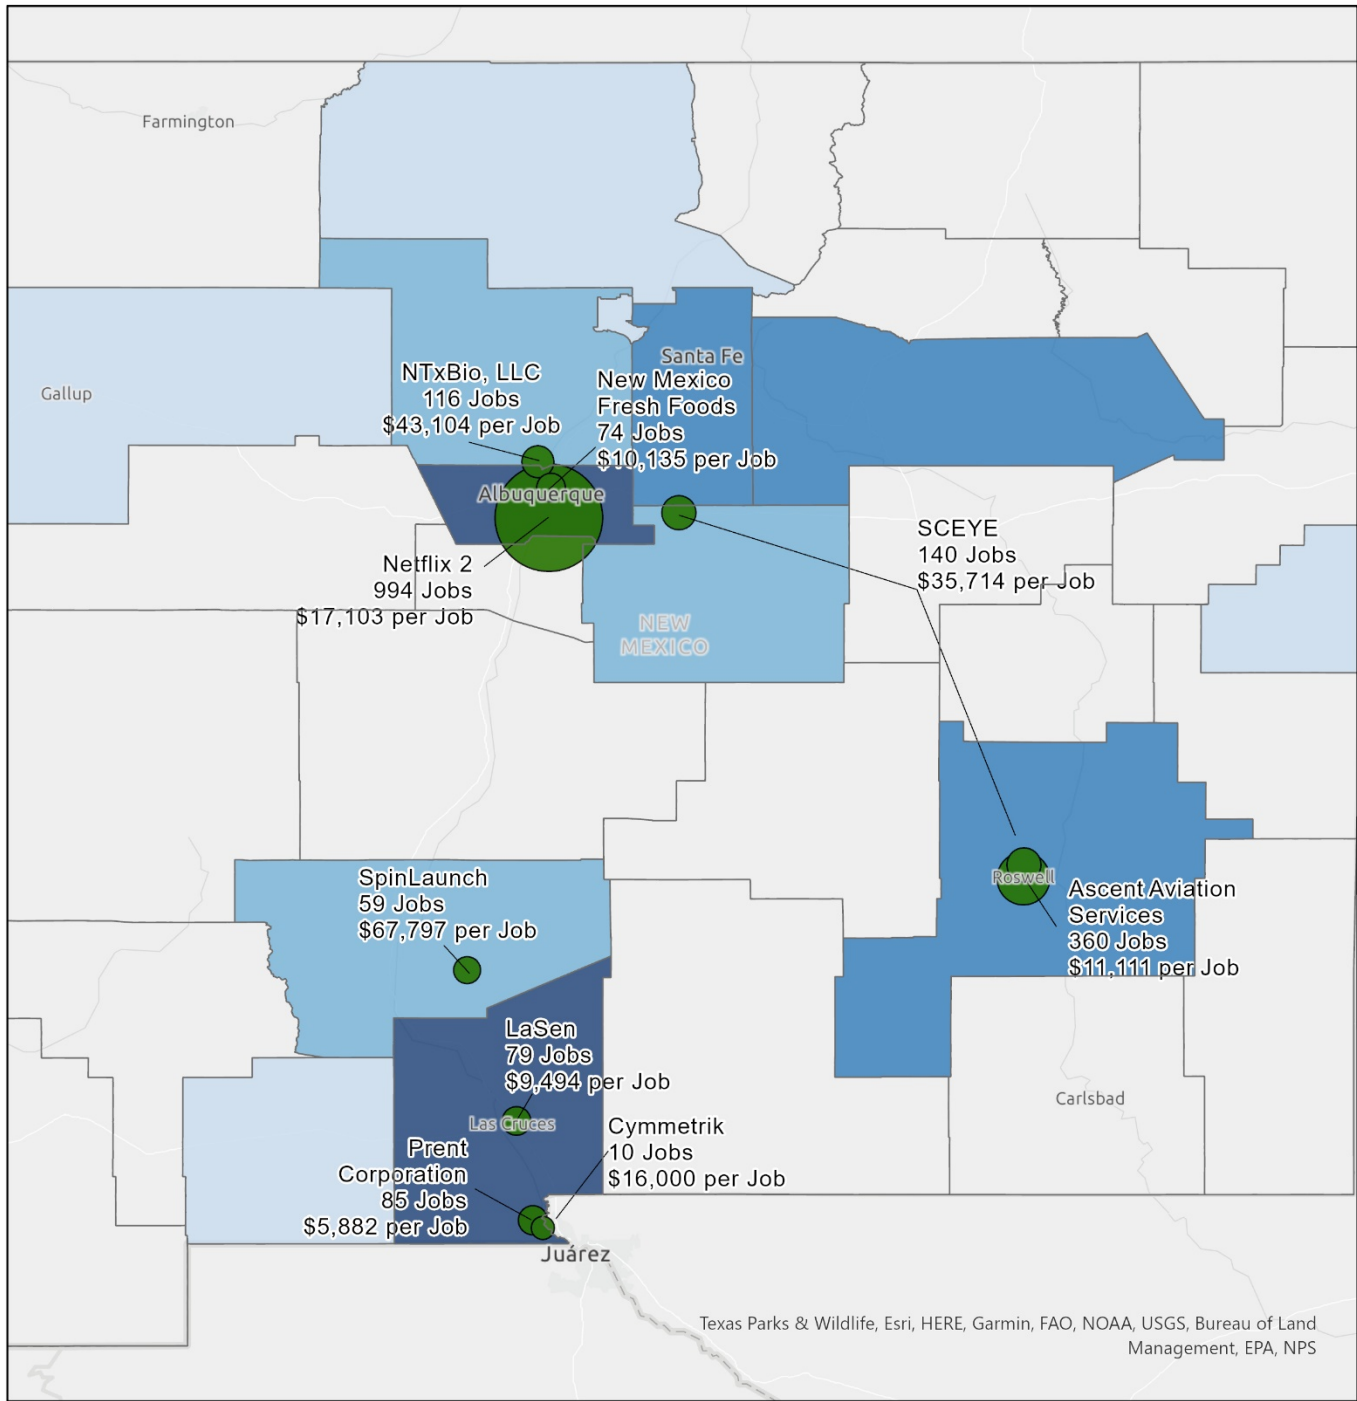 Farmington
Santa Fe
NTxBio, LLC
116 Jobs
$43,104 per Job
New Mexico
Fresh Foods
74 Jobs
$10,135 per Job
Gallup
Albuquerque
Netflix 2
994 Jobs
$17,103 per Job
SCEYE
140 Jobs
$35,714 per Job
NEW
MEXICO
SpinLaunch
59 Jobs
$67,797 per Job
Roswell
Ascent Aviation
Services
360 Jobs
$11,111 per Job
LaSen
79 Jobs
$9,494 per Job
Las Cruces
Carlsbad
Cymmetrik
10 Jobs
$16,000 per Job
Prent
Corporation
85 Jobs
$5,882 per Job
Juárez
Texas Parks & Wildlife, Esri, HERE, Garmin, FAO, NOAA, USGS, Bureau of Land
Management, EPA, NPS